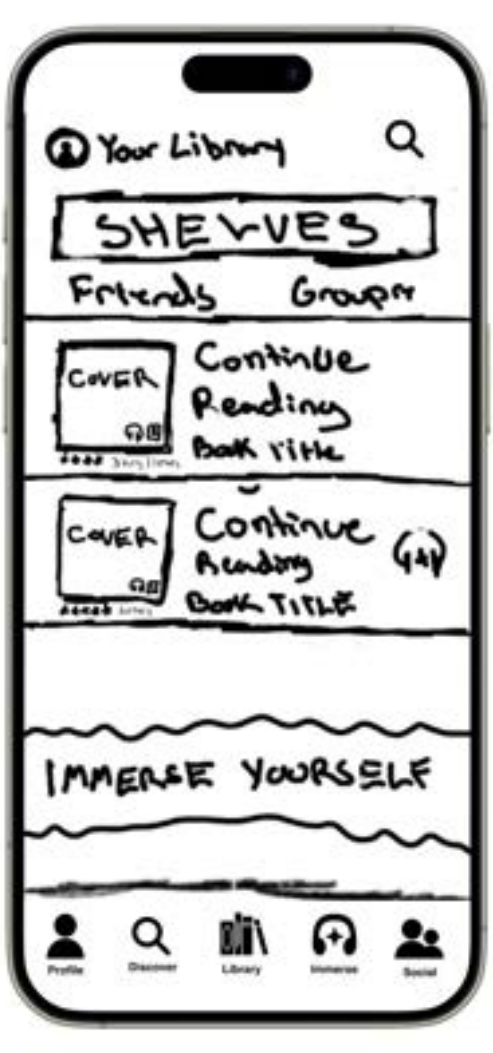 Your Library
SHELVES
Friends Groups
COVER
Continue
Reading
Book Title
COVER
Continue
Reading
Book TITLE
IMMERSE YOURSELF
Profile Discover Library Immerse Social